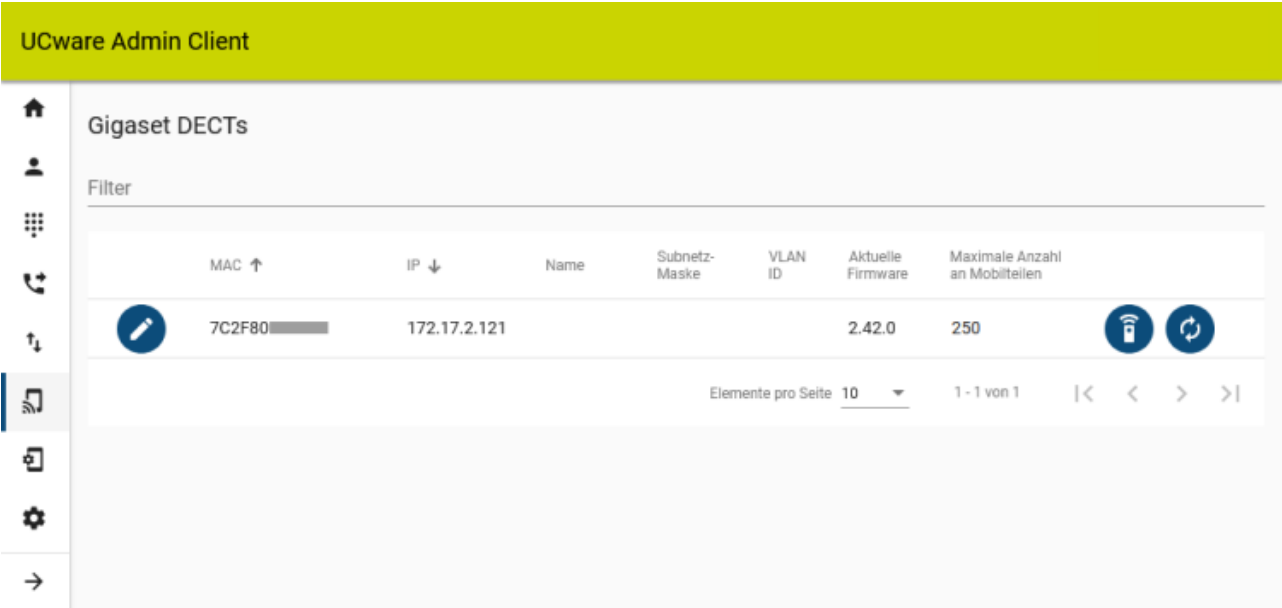 UCware Admin Client
Gigaset DECTs
Filter
MAC IP Name Subnetz- VLAN Aktuelle Maximale Anzahl
Maske ID Firmware an Mobilteilen
7C2F80 172.17.2.121 2.42.0 250
Elemente pro Seite 10 1 - 1 von 1